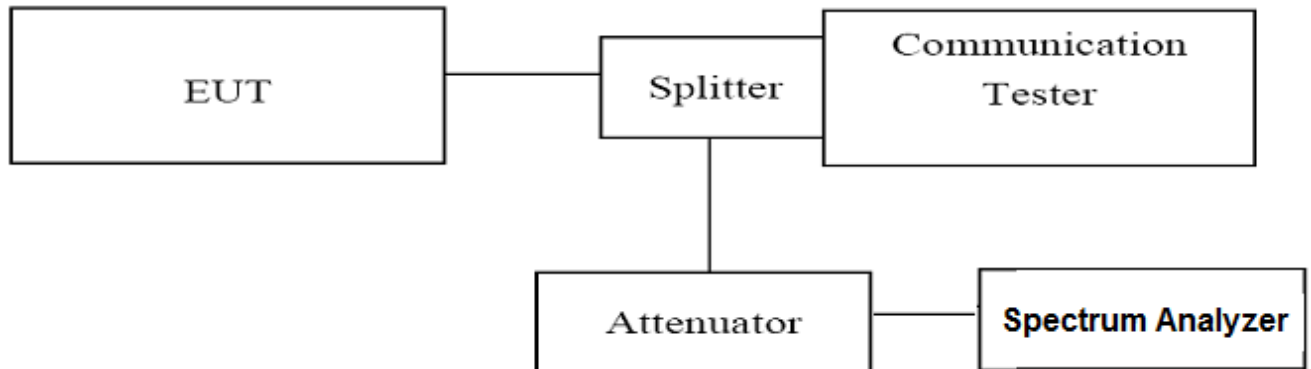 EUT
Splitter
Communication
Tester
Attenuator
Spectrum Analyzer